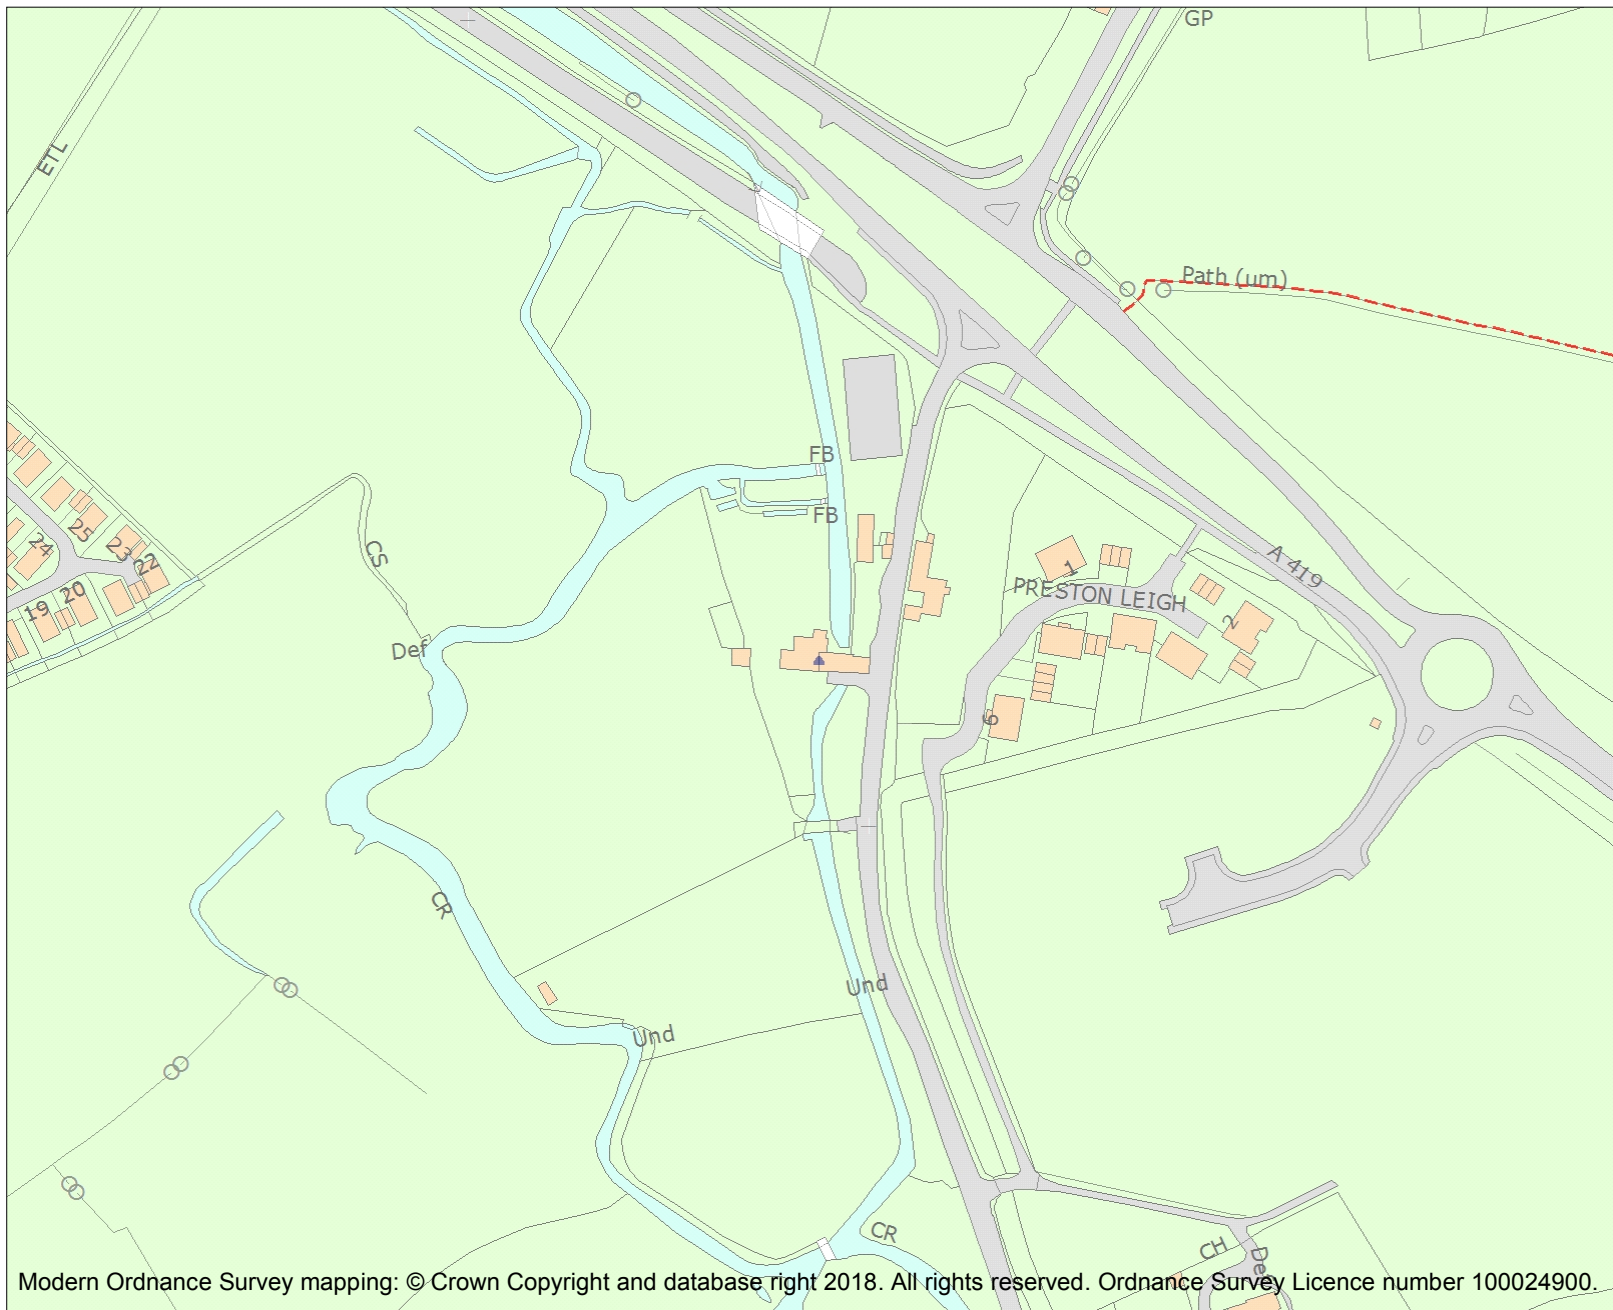 GP
ETL
Path (um)
FB
FB
CS
25
24
23
22
20
19
A 419
1
PRESTON LEIGH
2
Def
6
CR
Und
Und
CR
CH
Def
Modern Ordnance Survey mapping: © Crown Copyright and database right 2018. All rights reserved. Ordnance Survey Licence number 100024900.